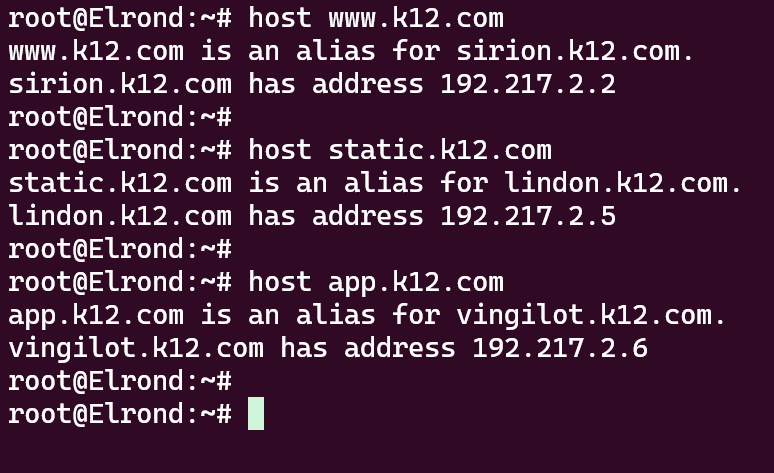 root@Elrond:~# host www.k12.com
www.k12.com is an alias for sirion.k12.com.
sirion.k12.com has address 192.217.2.2
root@Elrond:~#
root@Elrond:~# host static.k12.com
static.k12.com is an alias for lindon.k12.com.
lindon.k12.com has address 192.217.2.5
root@Elrond:~#
root@Elrond:~# host app.k12.com
app.k12.com is an alias for vingilot.k12.com.
vingilot.k12.com has address 192.217.2.6
root@Elrond:~#
root@Elrond:~#